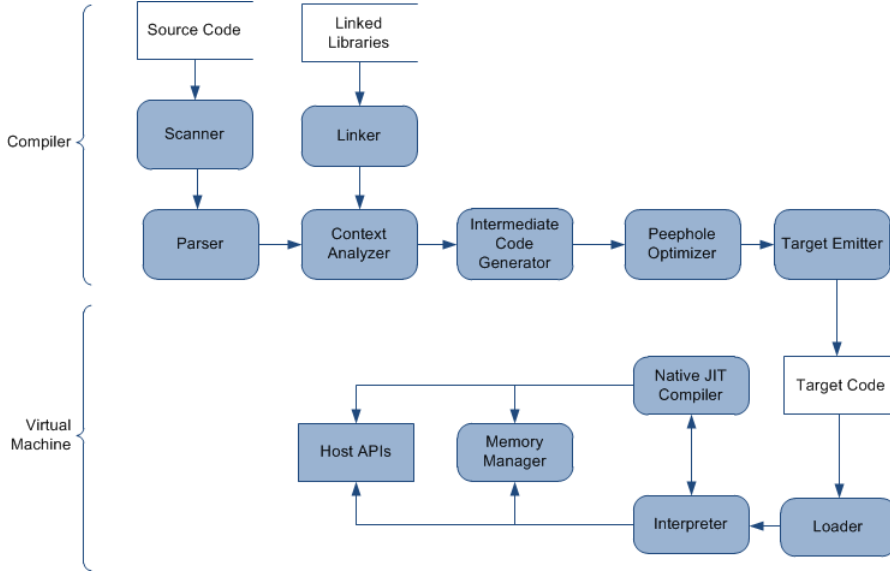 Source Code
Linked
Libraries
Compiler
Scanner
Linker
Parser
Context
Analyzer
Intermediate
Code
Generator
Peephole
Optimizer
Target Emitter
Virtual
Machine
Native JIT
Compiler
Target Code
Host APIs
Memory
Manager
Interpreter
Loader